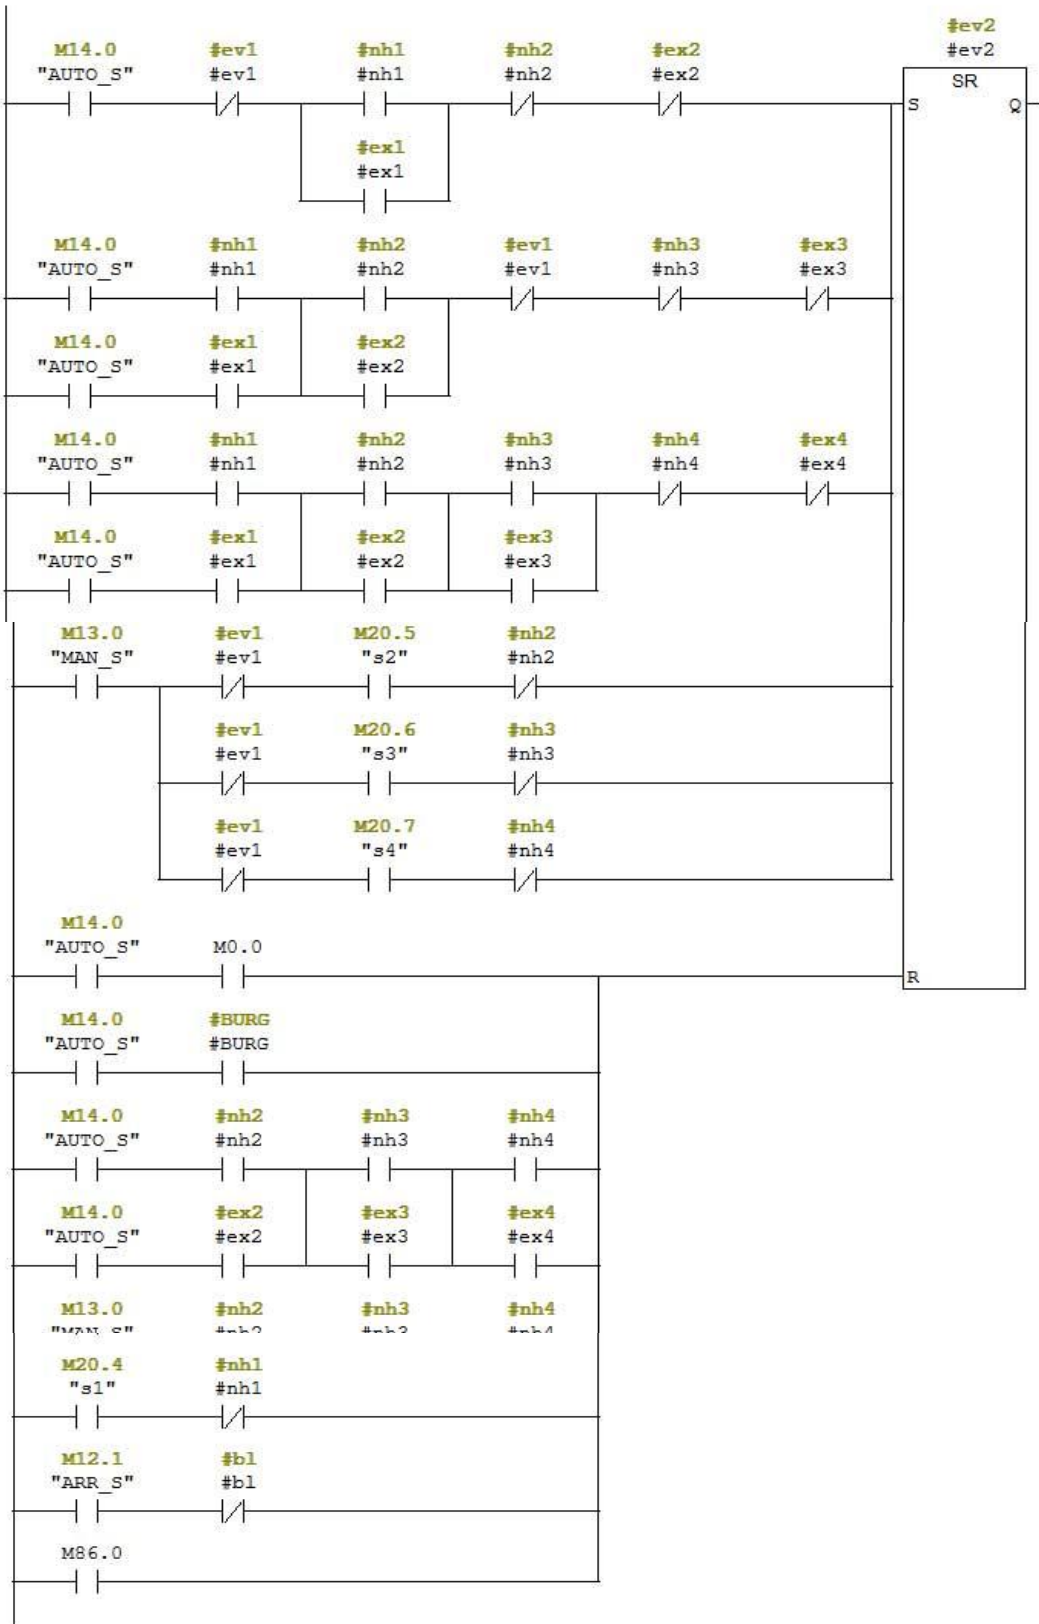 #ev2
M14.0 #ev1 #nh1 #nh2 #ex2 #ev2
"AUTO_S" #ev1 #nh1 #nh2 #ex2
SR
S Q
#ex1
#ex1
M14.0 #nh1 #nh2 #ev1 #nh3 #ex3
"AUTO_S" #nh1 #nh2 #ev1 #nh3 #ex3
M14.0 #ex1 #ex2
"AUTO_S" #ex1 #ex2
M14.0 #nh1 #nh2 #nh3 #nh4 #ex4
"AUTO_S" #nh1 #nh2 #nh3 #nh4 #ex4
M14.0 #ex1 #ex2 #ex3
"AUTO_S" #ex1 #ex2 #ex3
M13.0 #ev1 M20.5 #nh2
"MAN_S" #ev1 "s2" #nh2
#ev1 M20.6 #nh3
#ev1 "s3" #nh3
#ev1 M20.7 #nh4
#ev1 "s4" #nh4
M14.0
"AUTO_S" M0.0
R
M14.0 #BURG
"AUTO_S" #BURG
M14.0 #nh2 #nh3 #nh4
"AUTO_S" #nh2 #nh3 #nh4
M14.0 #ex2 #ex3 #ex4
"AUTO_S" #ex2 #ex3 #ex4
M13.0 #nh2 #nh3 #nh4
"MAN_S" #nh2 #nh3 #nh4
M20.4 #nh1
"s1" #nh1
M12.1 #bl
"ARR_S" #bl
M86.0